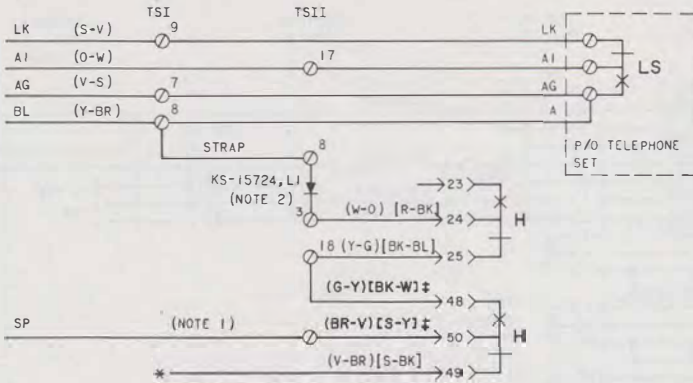 TSI TSII
LK (S-V) 9 LK
A1 (O-W) 17 A1
LS
AG (V-S) 7 AG
BL (Y-BR) 8 A
STRAP 8
P/O TELEPHONE
SET
KS-15724, L1
(NOTE 2)
23
3 (W-O) [R-BK] 24 H
18 (Y-G)[BK-BL] 25
(G-Y)[BK-W]‡ 48
SP (NOTE 1) (BR-V)[S-Y]‡ 50 H
* (V-BR)[S-BK] 49